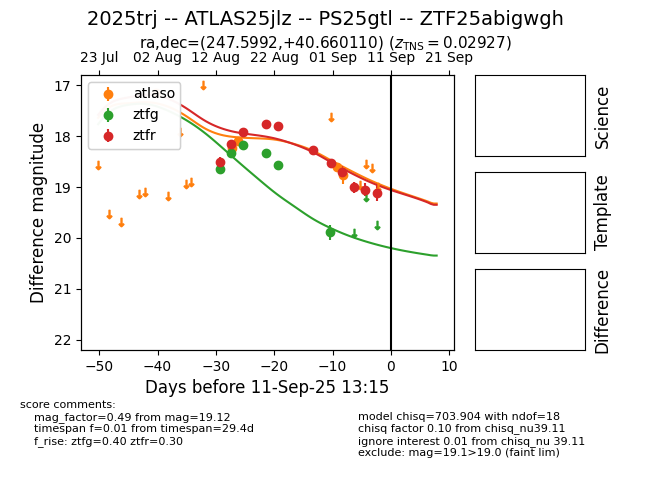 2025trj -- ATLAS25jlz -- PS25gtl -- ZTF25abigwgh
ra,dec=(247.5992,+40.660110) (z_TNS = 0.02927)
23 Jul 02 Aug 12 Aug 22 Aug 01 Sep 11 Sep 21 Sep
17
18
19
20
21
22
Difference magnitude
atlaso
ztfg
ztfr
−50 −40 −30 −20 −10 0 10
Days before 11-Sep-25 13:15
Science
Template
Difference
score comments:
mag_factor=0.49 from mag=19.12
timespan f=0.01 from timespan=29.4d
f_rise: ztfg=0.40 ztfr=0.30
model chisq=703.904 with ndof=18
chisq factor 0.10 from chisq_nu39.11
ignore interest 0.01 from chisq_nu 39.11
exclude: mag=19.1>19.0 (faint lim)